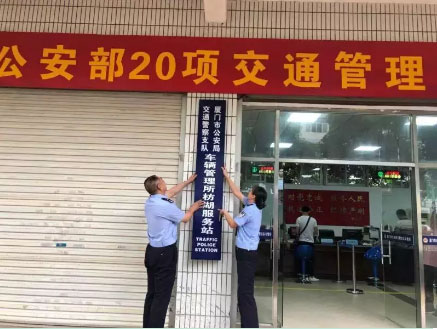 公安部20项交通管理
厦门市公安局
交通警察支队
车辆管理所枋湖服务站
TRAFFIC
POLICE
STATION